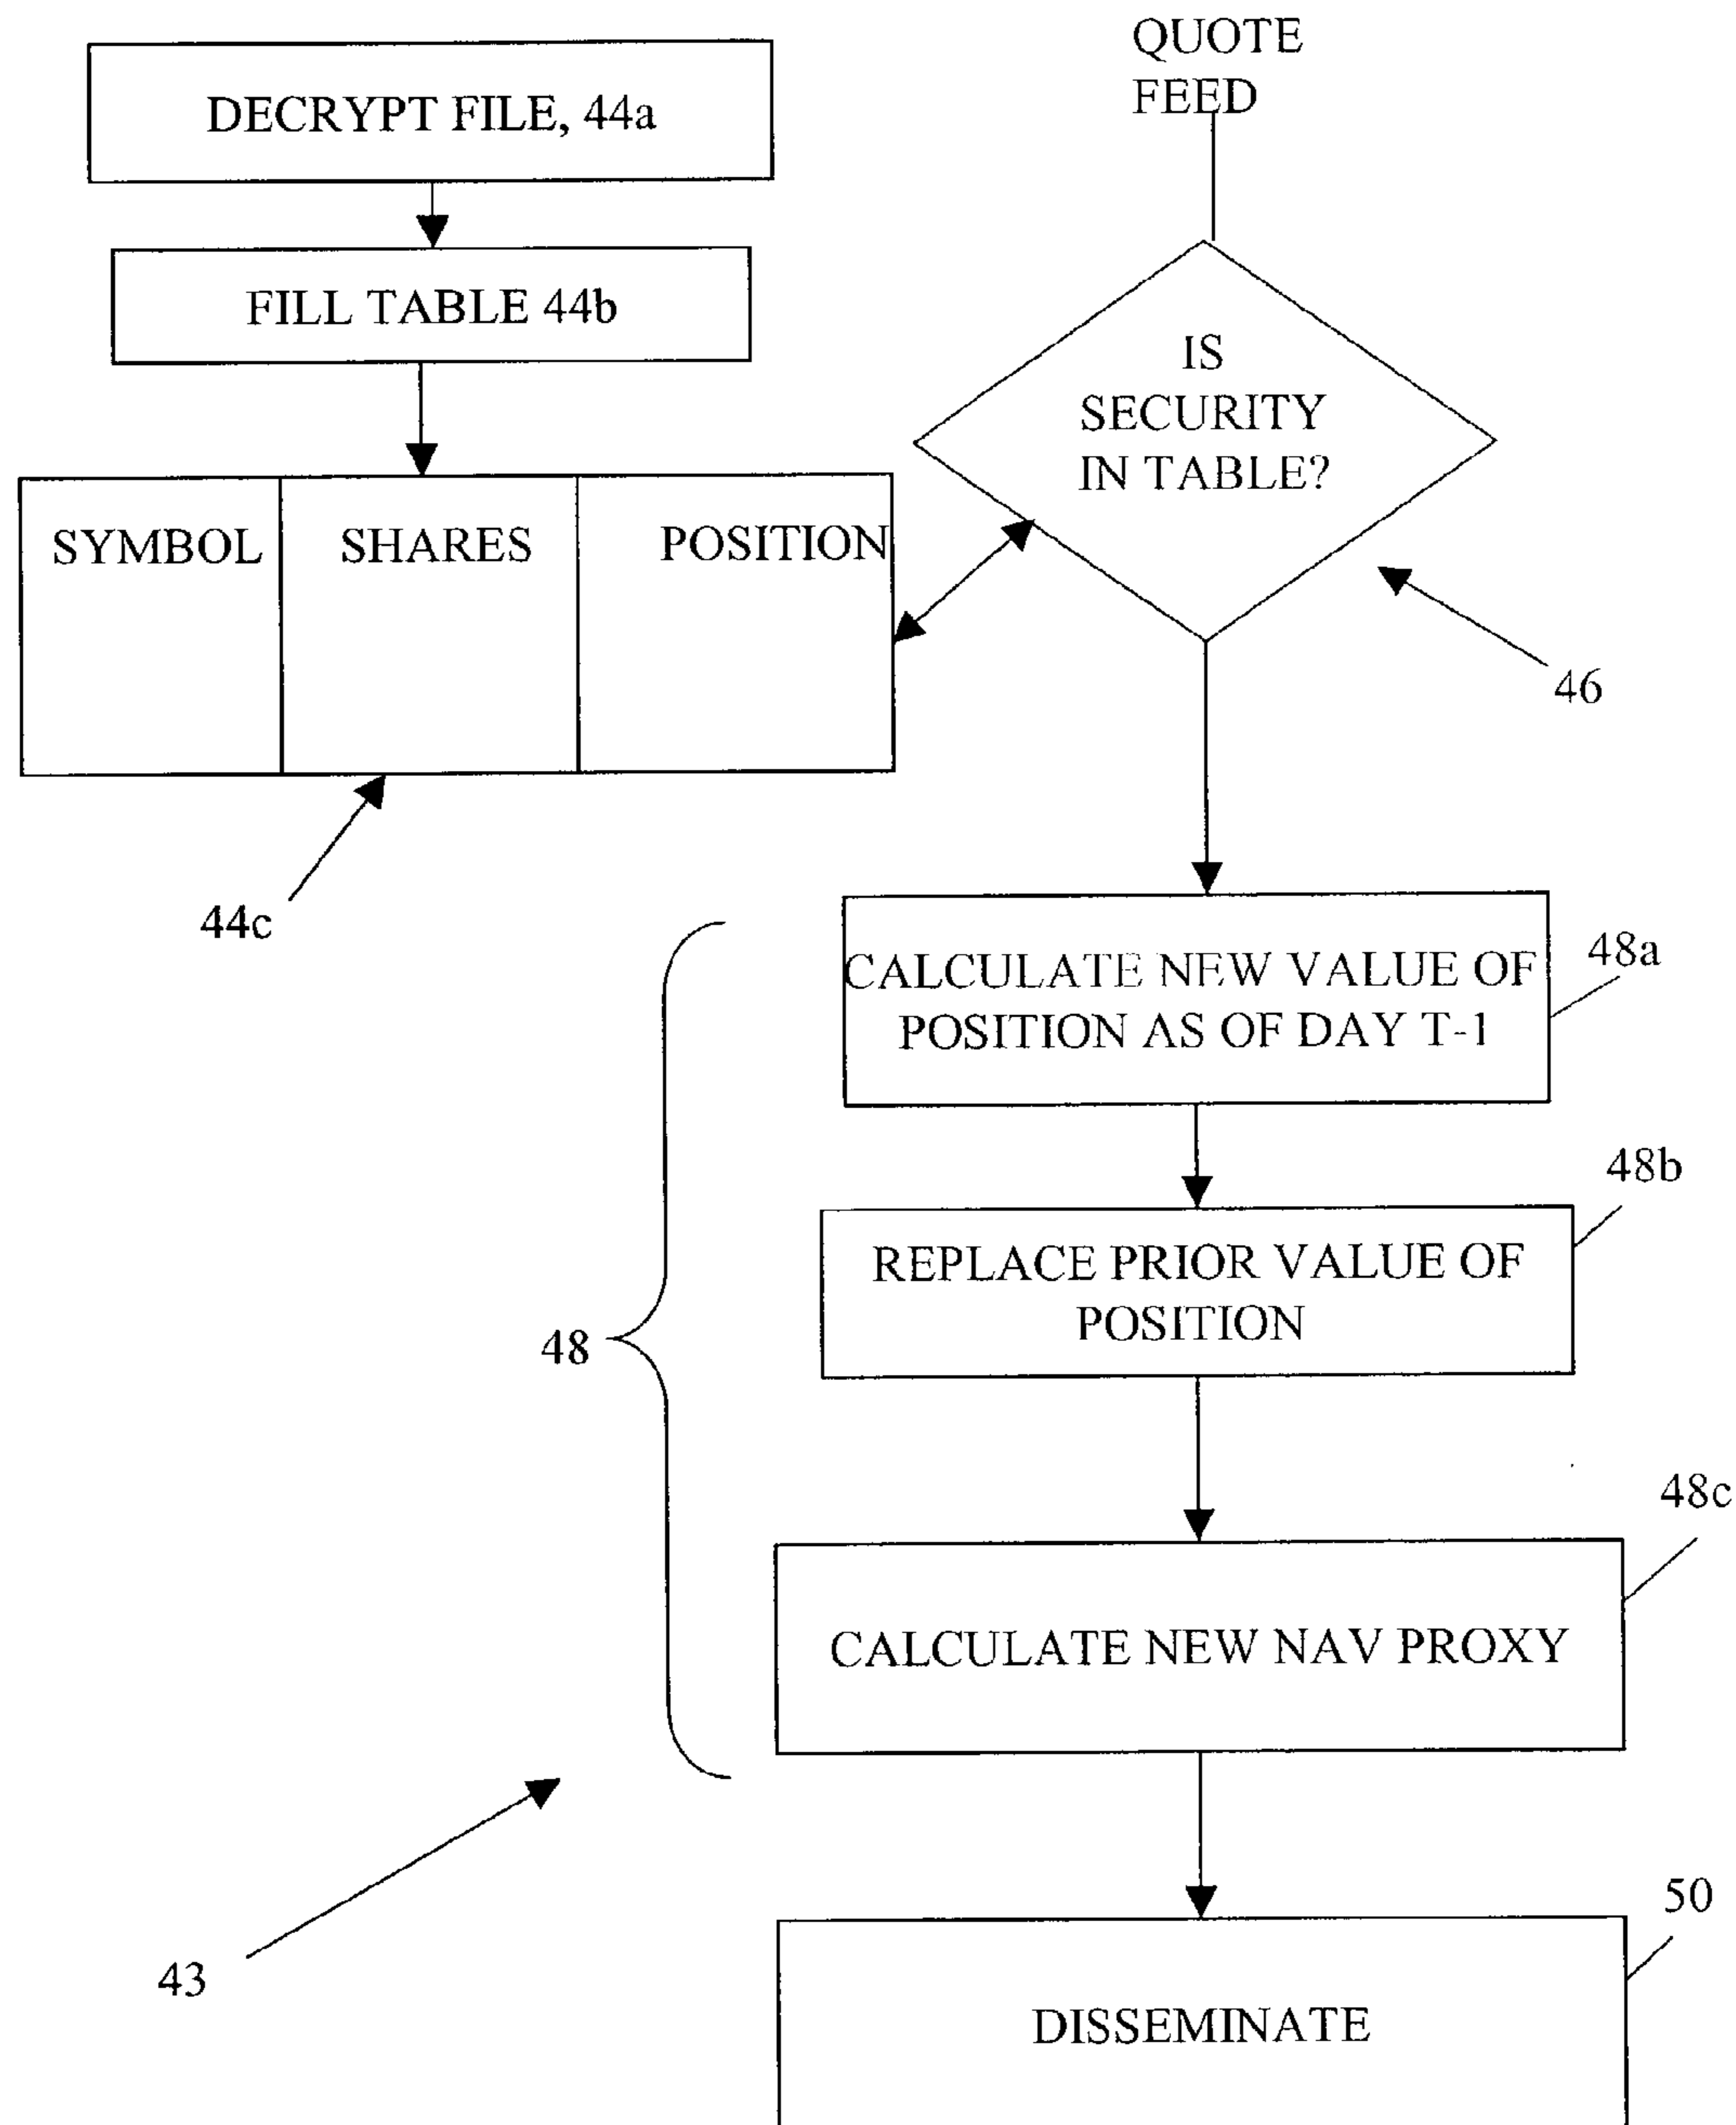 DECRYPT FILE, 44a
FILL TABLE 44b
SYMBOL
SHARES
POSITION
44c
QUOTE
FEED
IS
SECURITY
IN TABLE?
46
CALCULATE NEW VALUE OF
POSITION AS OF DAY T-1
48a
REPLACE PRIOR VALUE OF
POSITION
48b
48
CALCULATE NEW NAV PROXY
48c
43
DISSEMINATE
50